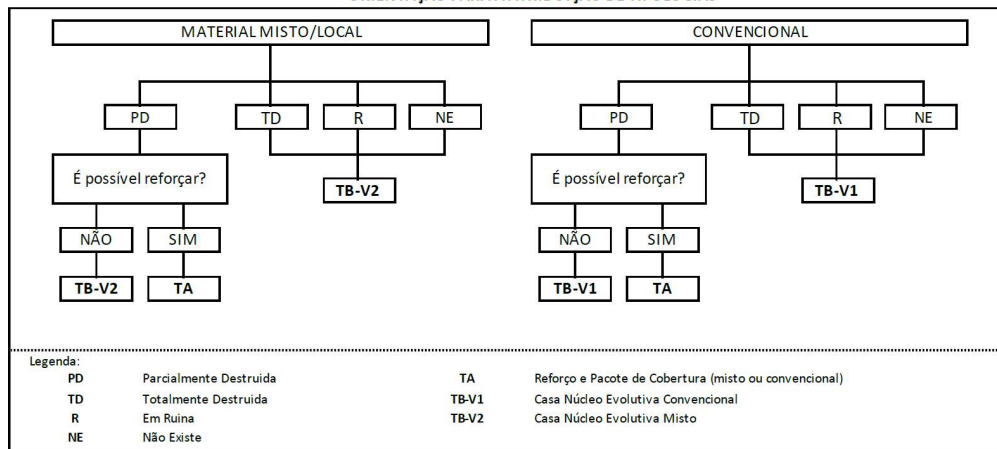 MATERIAL MISTO/LOCAL CONVENCIONAL
PD TD R NE PD TD R NE
É possível reforçar? TB-V2 É possível reforçar? TB-V1
NÃO SIM NÃO SIM
TB-V2 TA TB-V1 TA
Legenda:
PD Parcialmente Destruida TA Reforço e Pacote de Cobertura (misto ou convencional)
TD Totalmente Destruida TB-V1 Casa Núcleo Evolutiva Convencional
R Em Ruina TB-V2 Casa Núcleo Evolutiva Misto
NE Não Existe